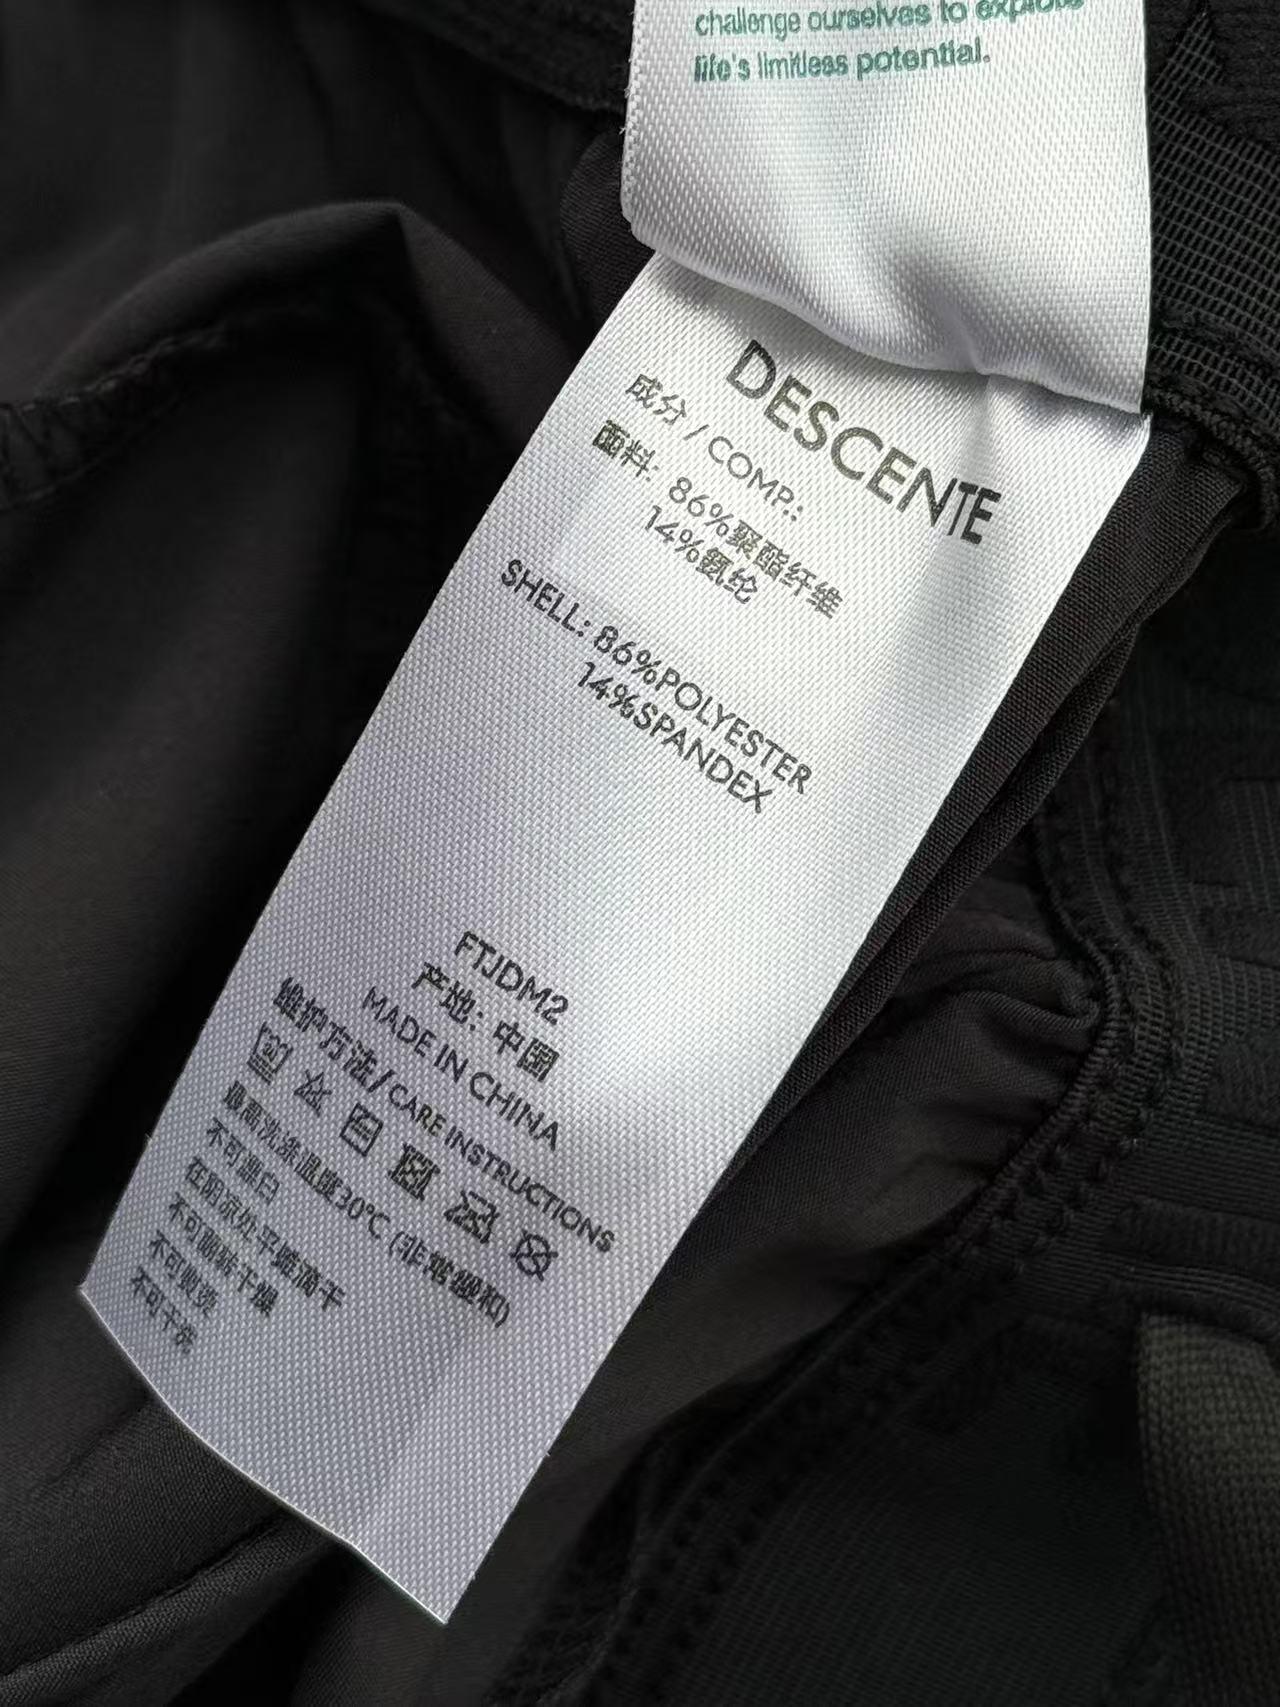 challenge ourselves to explore
life's limitless potential.
DESCENTE
成分 / COMP.:
面料: 86%聚酯纤维
14%氨纶
SHELL: 86%POLYESTER
14%SPANDEX
FTJDM2
产地: 中国
MADE IN CHINA
维护方法/CARE INSTRUCTIONS
最高洗涤温度30℃ (非常缓和)
不可漂白
在阴凉处平摊滴干
不可翻转干燥
不可熨烫
不可干洗